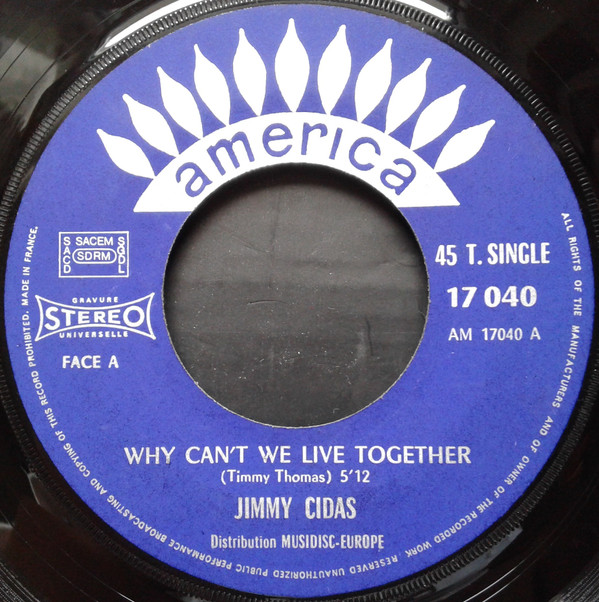 america
SACEM
SACD
SDRM
SGDL
GRAVURE
STEREO
UNIVERSELLE
FACE A
45 T. SINGLE
17 040
AM 17040 A
WHY CAN'T WE LIVE TOGETHER
(Timmy Thomas) 5'12
JIMMY CIDAS
Distribution MUSIDISC-EUROPE
ALL RIGHTS OF THE MANUFACTURERS AND OF OWNER OF THE RECORDED WORK RESERVED UNAUTHORIZED PUBLIC PERFORMANCE BROADCASTING AND COPYING OF THIS RECORD PROHIBITED. MADE IN FRANCE.